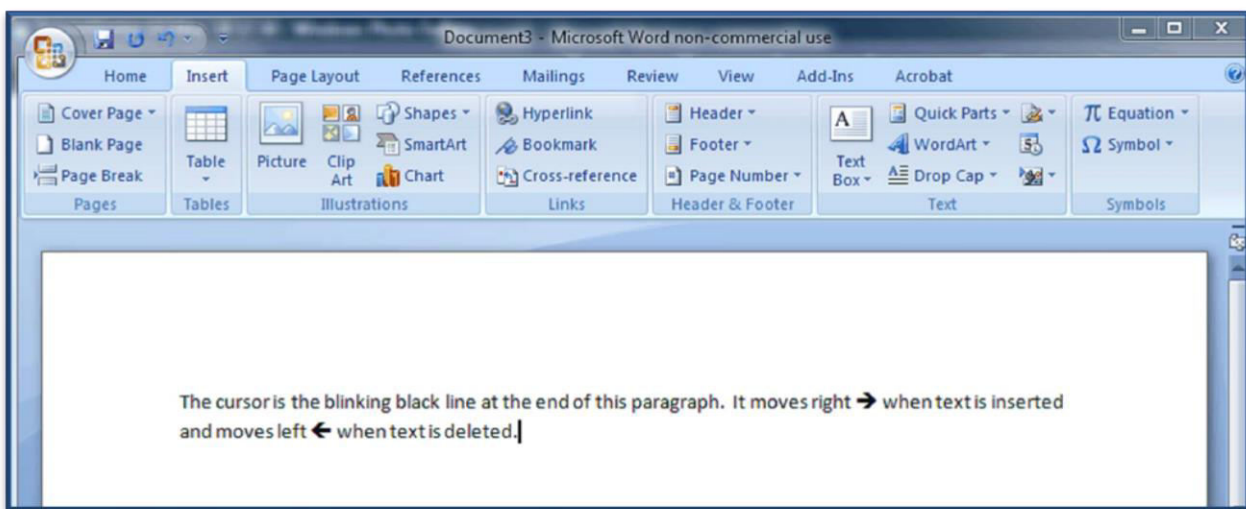 Document3 - Microsoft Word non-commercial use
Home Insert Page Layout References Mailings Review View Add-Ins Acrobat
Cover Page
Blank Page
Page Break
Pages
Table
Tables
Picture
Clip
Art
Shapes
SmartArt
Chart
Illustrations
Hyperlink
Bookmark
Cross-reference
Links
Header
Footer
Page Number
Header & Footer
A
Text
Box
Quick Parts
WordArt
Drop Cap
Text
π Equation
Ω Symbol
Symbols
The cursor is the blinking black line at the end of this paragraph. It moves right → when text is inserted
and moves left ← when text is deleted.